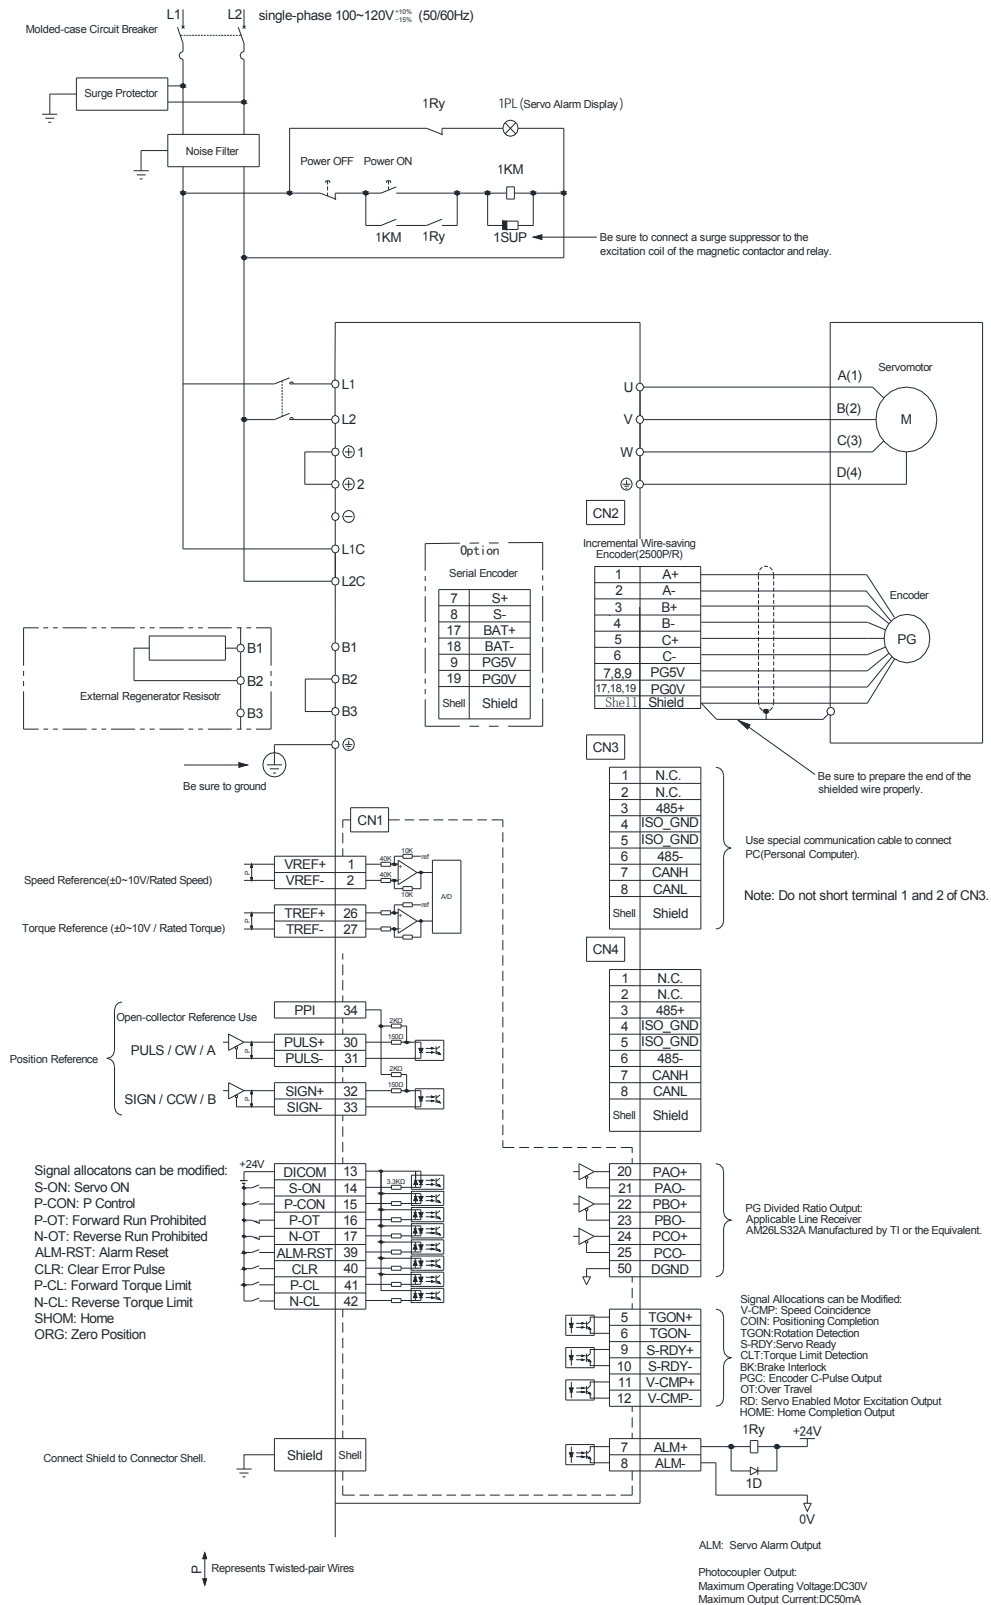 L1 L2 single-phase 100~120V +10% -15% (50/60Hz)
Molded-case Circuit Breaker
Surge Protector
Noise Filter
1Ry 1PL (Servo Alarm Display)
Power OFF Power ON 1KM
1KM 1Ry 1SUP
Be sure to connect a surge suppressor to the
excitation coil of the magnetic contactor and relay.
L1
L2
⊕ 1
⊕ 2
⊖
L1C
L2C
B1
B2
B3
External Regenerator Resisotr
B1
B2
B3
Be sure to ground
U
V
W
A(1)
B(2)
C(3)
D(4)
Servomotor
M
Option
Serial Encoder
7 S+
8 S-
17 BAT+
18 BAT-
9 PG5V
19 PG0V
Shell Shield
CN2
Incremental Wire-saving
Encoder(2500P/R)
1 A+
2 A-
3 B+
4 B-
5 C+
6 C-
7,8,9 PG5V
17,18,19 PG0V
Shell Shield
Encoder
PG
Be sure to prepare the end of the
shielded wire properly.
CN3
1 N.C.
2 N.C.
3 485+
4 ISO_GND
5 ISO_GND
6 485-
7 CANH
8 CANL
Shell Shield
Use special communication cable to connect
PC(Personal Computer).
Note: Do not short terminal 1 and 2 of CN3.
CN4
1 N.C.
2 N.C.
3 485+
4 ISO_GND
5 ISO_GND
6 485-
7 CANH
8 CANL
Shell Shield
CN1
Speed Reference(±0~10V/Rated Speed)
P
VREF+ 1
VREF- 2
40K
40K
10K
10K
ref
A/D
Torque Reference (±0~10V / Rated Torque)
P
TREF+ 26
TREF- 27
ref
Position Reference
Open-collector Reference Use
PPI 34
PULS / CW / A
P
PULS+ 30
PULS- 31
2KΩ
150Ω
SIGN / CCW / B
P
SIGN+ 32
SIGN- 33
2KΩ
150Ω
Signal allocatons can be modified:
S-ON: Servo ON
P-CON: P Control
P-OT: Forward Run Prohibited
N-OT: Reverse Run Prohibited
ALM-RST: Alarm Reset
CLR: Clear Error Pulse
P-CL: Forward Torque Limit
N-CL: Reverse Torque Limit
SHOM: Home
ORG: Zero Position
+24V
DICOM 13
S-ON 14
P-CON 15
P-OT 16
N-OT 17
ALM-RST 39
CLR 40
P-CL 41
N-CL 42
3.3KΩ
20 PAO+
21 PAO-
22 PBO+
23 PBO-
24 PCO+
25 PCO-
50 DGND
PG Divided Ratio Output:
Applicable Line Receiver
AM26LS32A Manufactured by TI or the Equivalent.
5 TGON+
6 TGON-
9 S-RDY+
10 S-RDY-
11 V-CMP+
12 V-CMP-
Signal Allocations can be Modified:
V-CMP: Speed Coincidence
COIN: Positioning Completion
TGON:Rotation Detection
S-RDY:Servo Ready
CLT:Torque Limit Detection
BK:Brake Interlock
PGC: Encoder C-Pulse Output
OT:Over Travel
RD: Servo Enabled Motor Excitation Output
HOME: Home Completion Output
7 ALM+
8 ALM-
1Ry +24V
1D
0V
Connect Shield to Connector Shell.
Shield Shell
ALM: Servo Alarm Output
P Represents Twisted-pair Wires
Photocoupler Output:
Maximum Operating Voltage:DC30V
Maximum Output Current:DC50mA